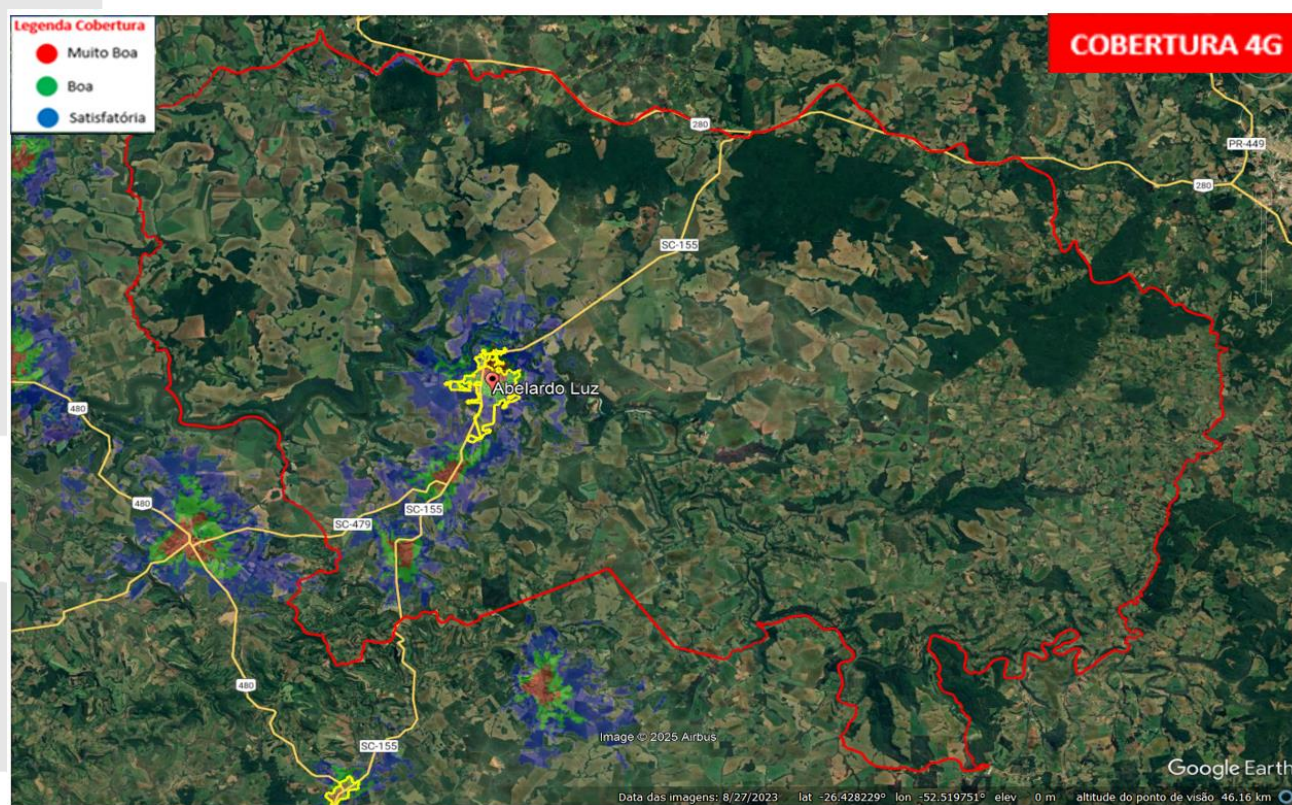 Legenda Cobertura
Muito Boa
Boa
Satisfatória
COBERTURA 4G
280
PR-449
280
SC-155
Abelardo Luz
480
480
SC-479
SC-155
480
SC-155
Image © 2025 Airbus
Google Earth
Data das imagens: 8/27/2023 lat -26.428229° lon -52.519751° elev 0 m altitude do ponto de visão 46.16 km